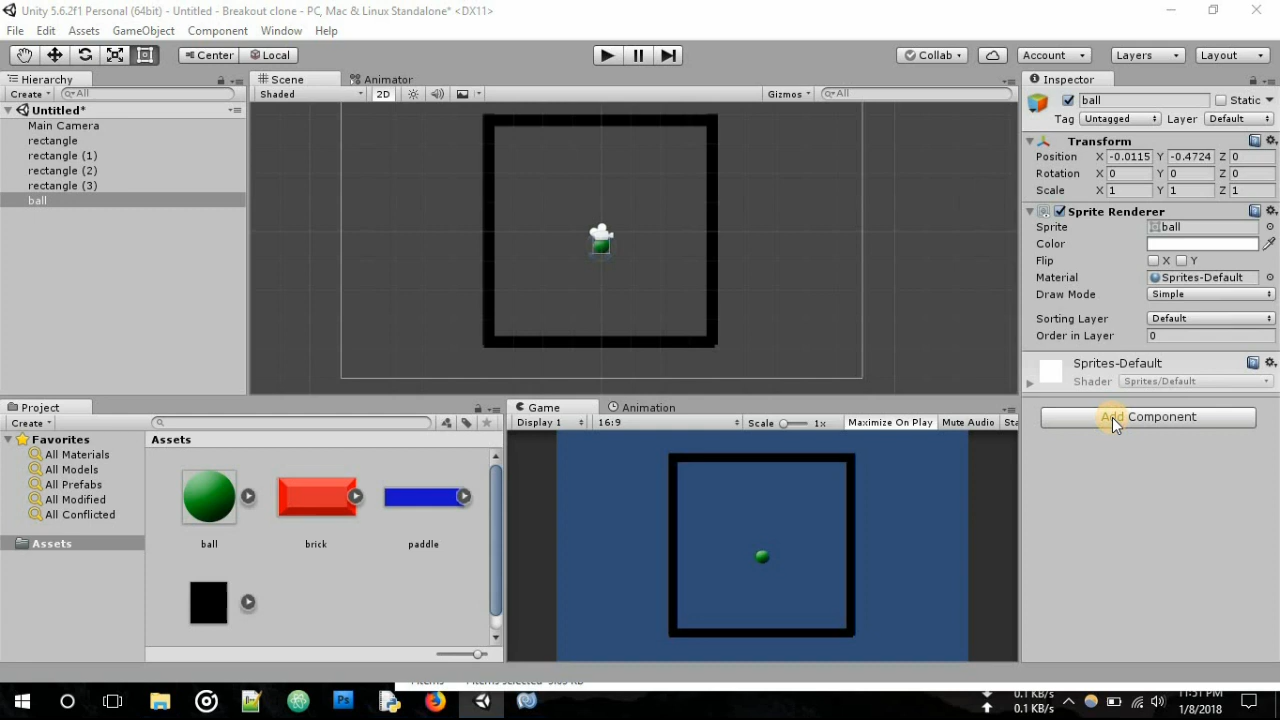 Unity 5.6.2f1 Personal (64bit) - Untitled - Breakout clone - PC, Mac & Linux Standalone* <DX11>
File Edit Assets GameObject Component Window Help
Center Local Collab Account Layers Layout
Hierarchy
Create All
Untitled*
Main Camera
rectangle
rectangle (1)
rectangle (2)
rectangle (3)
ball
Scene Animator
Shaded 2D Gizmos All
Inspector
ball Static
Tag Untagged Layer Default
Transform
Position X -0.0115 Y -0.4724 Z 0
Rotation X 0 Y 0 Z 0
Scale X 1 Y 1 Z 1
Sprite Renderer
Sprite ball
Color
Flip X Y
Material Sprites-Default
Draw Mode Simple
Sorting Layer Default
Order in Layer 0
Sprites-Default
Shader Sprites/Default
Add Component
Project
Create
Favorites
All Materials
All Models
All Prefabs
All Modified
All Conflicted
Assets
Assets
ball brick paddle
Game Animation
Display 1 16:9 Scale 1x Maximize On Play Mute Audio
0.1 KB/s
0.1 KB/s
11:51 PM
1/8/2018